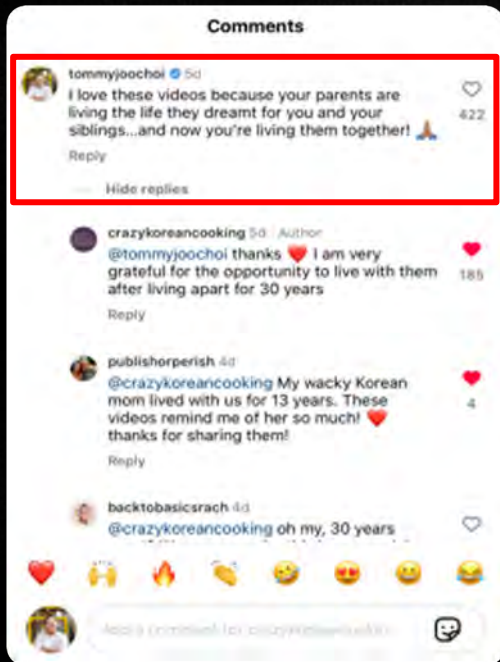 Comments
tommyjoochoi 5d
I love these videos because your parents are
living the life they dreamt for you and your
siblings...and now you're living them together! 🙏🏽
422
Reply
Hide replies
crazykoreancooking 5d Author
@tommyjoochoi thanks ❤️ I am very
grateful for the opportunity to live with them
after living apart for 30 years
185
Reply
publishorperish 4d
@crazykoreancooking My wacky Korean
mom lived with us for 13 years. These
videos remind me of her so much! ❤️
thanks for sharing them!
4
Reply
backtobasicsrach 4d
@crazykoreancooking oh my, 30 years
❤️ 🙌 🔥 👏 🤣 😍 😀 😂
Add a comment for